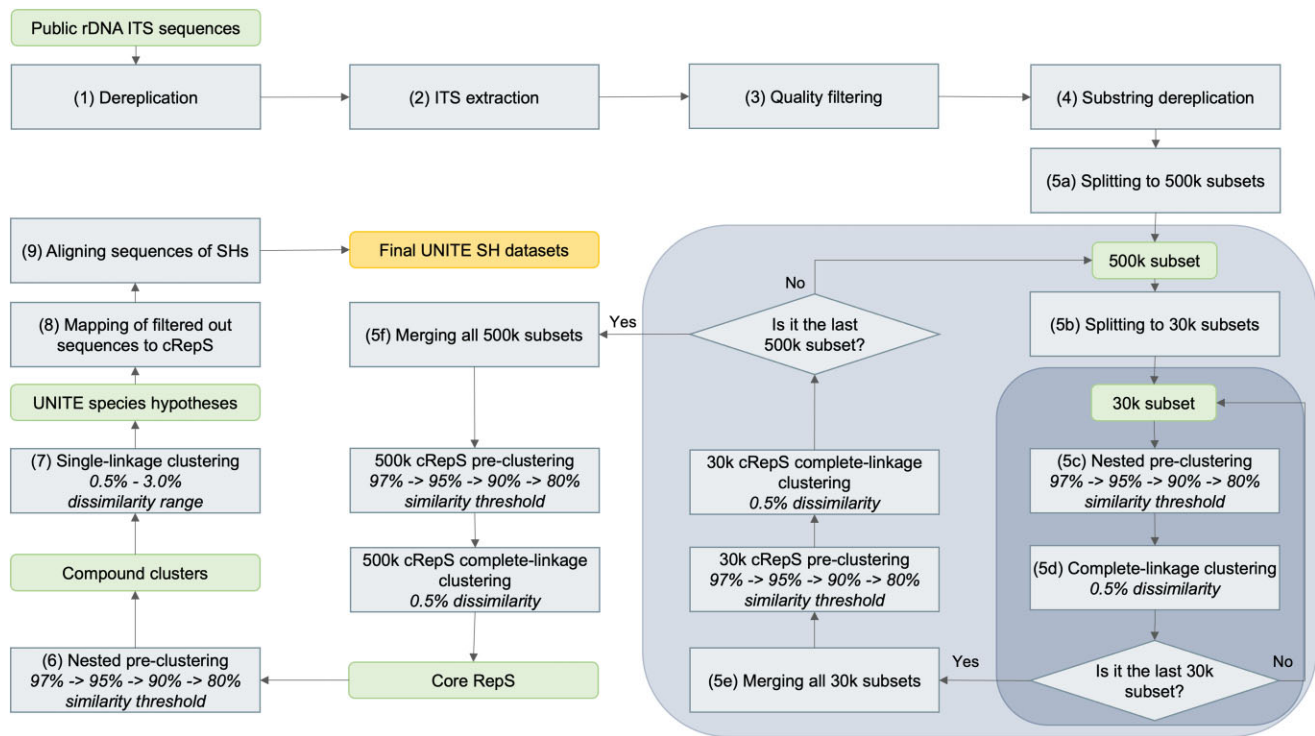 Public rDNA ITS sequences
(1) Dereplication
(2) ITS extraction
(3) Quality filtering
(4) Substring dereplication
(5a) Splitting to 500k subsets
500k subset
(5b) Splitting to 30k subsets
30k subset
(5c) Nested pre-clustering
97% -> 95% -> 90% -> 80%
similarity threshold
(5d) Complete-linkage clustering
0.5% dissimilarity
Is it the last 30k
subset?
No
Yes
(5e) Merging all 30k subsets
30k cRepS pre-clustering
97% -> 95% -> 90% -> 80%
similarity threshold
30k cRepS complete-linkage
clustering
0.5% dissimilarity
Is it the last
500k subset?
No
Yes
(5f) Merging all 500k subsets
500k cRepS pre-clustering
97% -> 95% -> 90% -> 80%
similarity threshold
500k cRepS complete-linkage
clustering
0.5% dissimilarity
Core RepS
(6) Nested pre-clustering
97% -> 95% -> 90% -> 80%
similarity threshold
Compound clusters
(7) Single-linkage clustering
0.5% - 3.0%
dissimilarity range
UNITE species hypotheses
(8) Mapping of filtered out
sequences to cRepS
(9) Aligning sequences of SHs
Final UNITE SH datasets